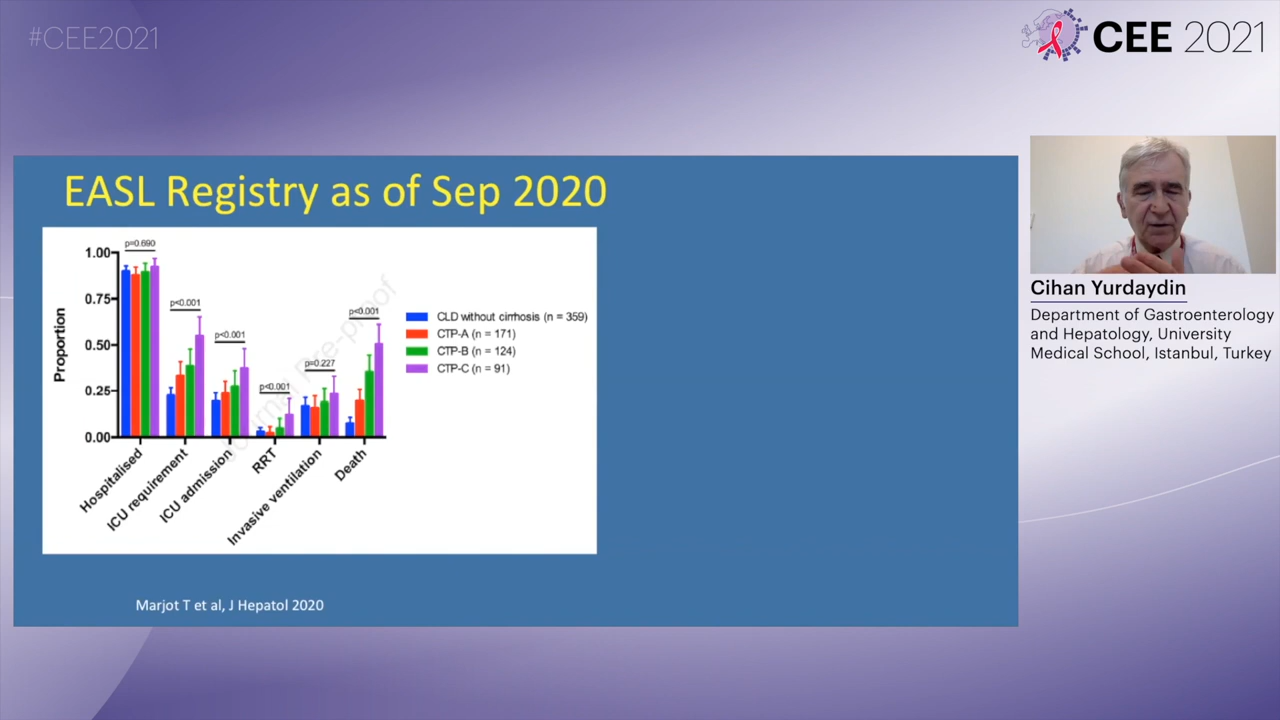 #CEE2021
CEE 2021
EASL Registry as of Sep 2020
p=0.690
p<0.001
p<0.001
p<0.001
p=0.227
p<0.001
1.00
0.75
0.50
0.25
0.00
Proportion
Hospitalised
ICU requirement
ICU admission
RRT
Invasive ventilation
Death
CLD without cirrhosis (n = 359)
CTP-A (n = 171)
CTP-B (n = 124)
CTP-C (n = 91)
Journal Pre-proof
Marjot T et al, J Hepatol 2020
Cihan Yurdaydin
Department of Gastroenterology
and Hepatology, University
Medical School, Istanbul, Turkey